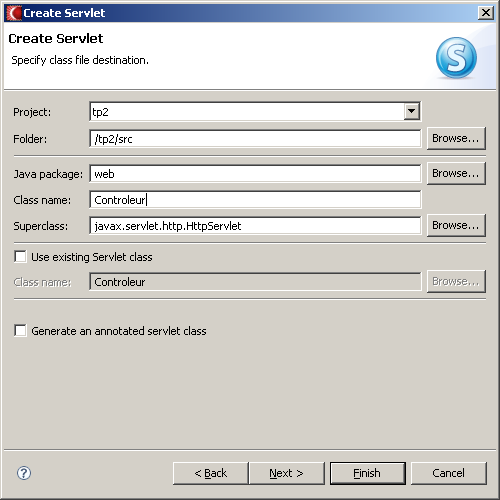 Create Servlet
Create Servlet
Specify class file destination.
S
Project: tp2
Folder: /tp2/src Browse...
Java package: web Browse...
Class name: Controleur
Superclass: javax.servlet.http.HttpServlet Browse...
Use existing Servlet class
Class name: Controleur Browse...
Generate an annotated servlet class
? < Back Next > Finish Cancel